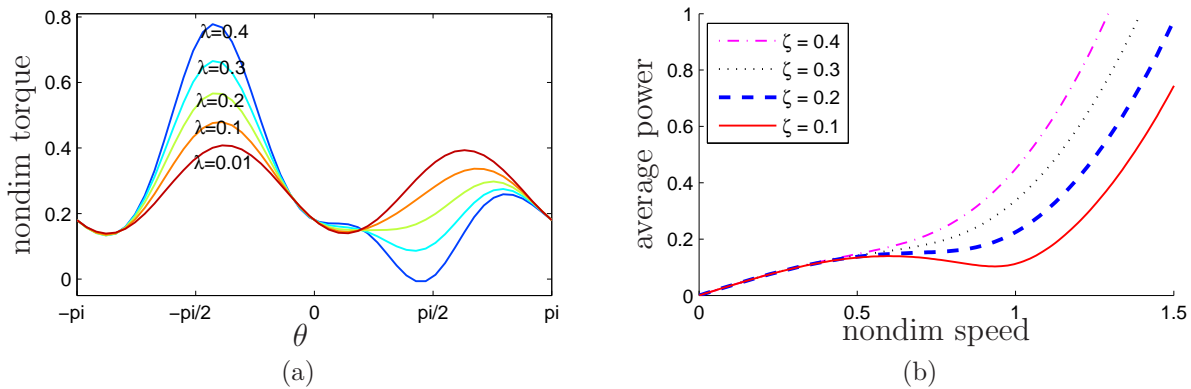 0.8
0.6
0.4
0.2
0
nondim torque
λ=0.4
λ=0.3
λ=0.2
λ=0.1
λ=0.01
−pi
−pi/2
0
pi/2
pi
θ
(a)
1
0.8
0.6
0.4
0.2
0
average power
ζ = 0.4
ζ = 0.3
ζ = 0.2
ζ = 0.1
0
0.5
1
1.5
nondim speed
(b)